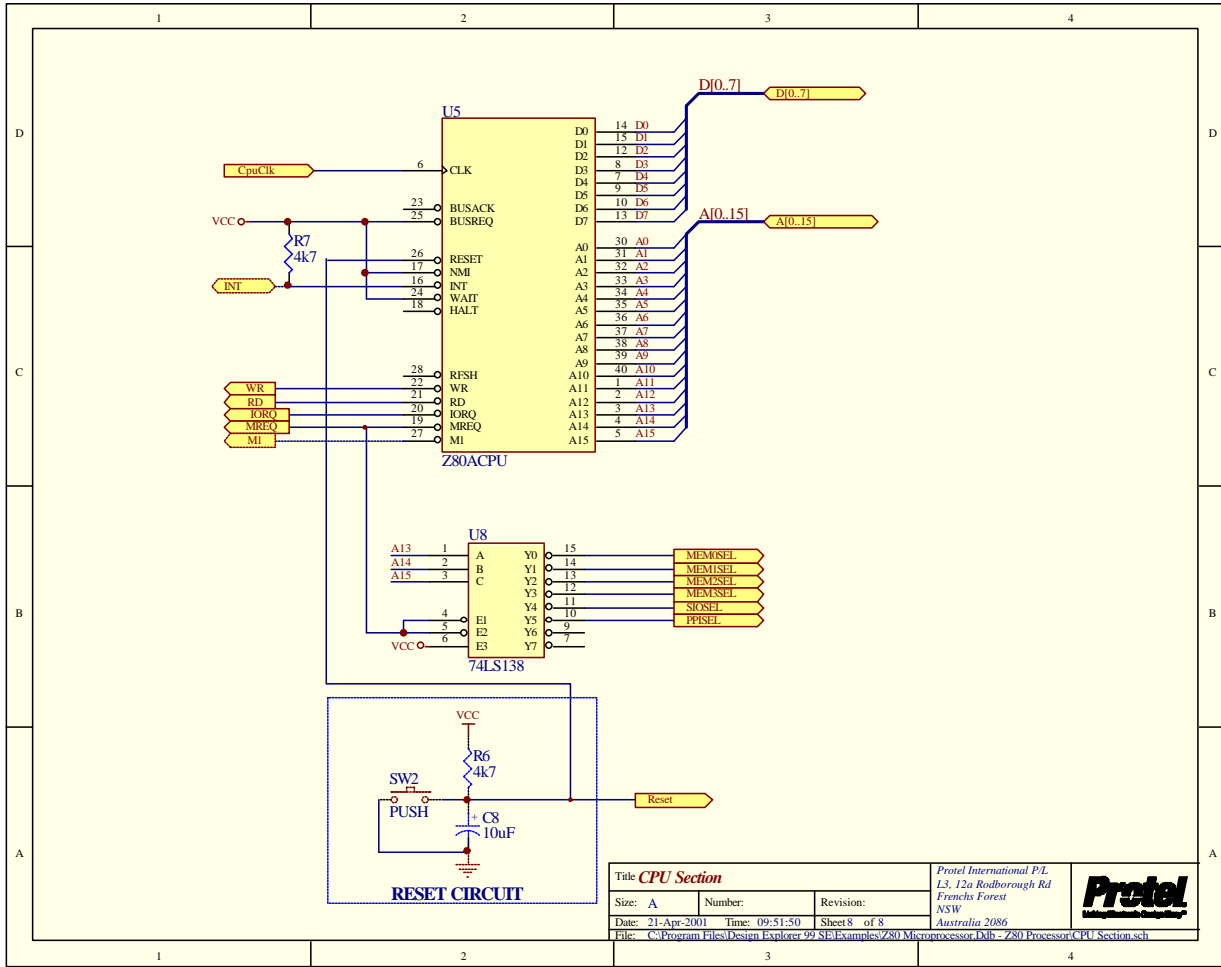 1 2 3 4
D D
C C
B B
A A
1 2 3 4
D[0..7] D[0..7]
A[0..15] A[0..15]
U5
CpuClk 6 CLK
23 BUSACK
VCC 25 BUSREQ
R7
4k7
26 RESET
17 NMI
INT 16 INT
24 WAIT
18 HALT
28 RFSH
WR 22 WR
RD 21 RD
IORQ 20 IORQ
MREQ 19 MREQ
M1 27 M1
D0 14 D0
D1 15 D1
D2 12 D2
D3 8 D3
D4 7 D4
D5 9 D5
D6 10 D6
D7 13 D7
A0 30 A0
A1 31 A1
A2 32 A2
A3 33 A3
A4 34 A4
A5 35 A5
A6 36 A6
A7 37 A7
A8 38 A8
A9 39 A9
A10 40 A10
A11 1 A11
A12 2 A12
A13 3 A13
A14 4 A14
A15 5 A15
Z80ACPU
U8
A13 1 A
A14 2 B
A15 3 C
4 E1
5 E2
VCC 6 E3
Y0 15 MEM0SEL
Y1 14 MEM1SEL
Y2 13 MEM2SEL
Y3 12 MEM3SEL
Y4 11 SIOSEL
Y5 10 PPISEL
Y6 9
Y7 7
74LS138
VCC
R6
4k7
SW2
PUSH
+ C8
10uF
Reset
RESET CIRCUIT
Title CPU Section
Size: A Number: Revision:
Date: 21-Apr-2001 Time: 09:51:50 Sheet 8 of 8
File: C:\Program Files\Design Explorer 99 SE\Examples\Z80 Microprocessor.Ddb - Z80 Processor\CPU Section.sch
Protel International P/L
L3, 12a Rodborough Rd
Frenchs Forest
NSW
Australia 2086
Protel